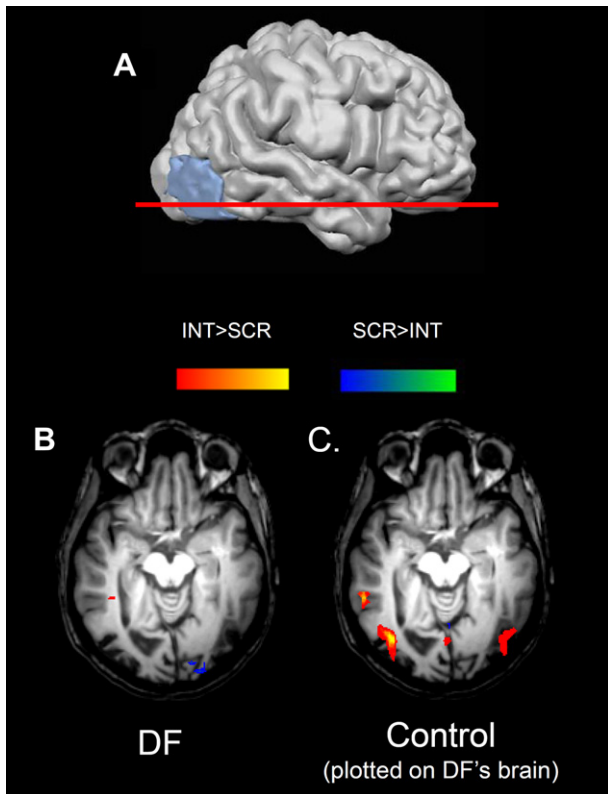 A
INT>SCR
SCR>INT
B
C.
DF
Control
(plotted on DF's brain)